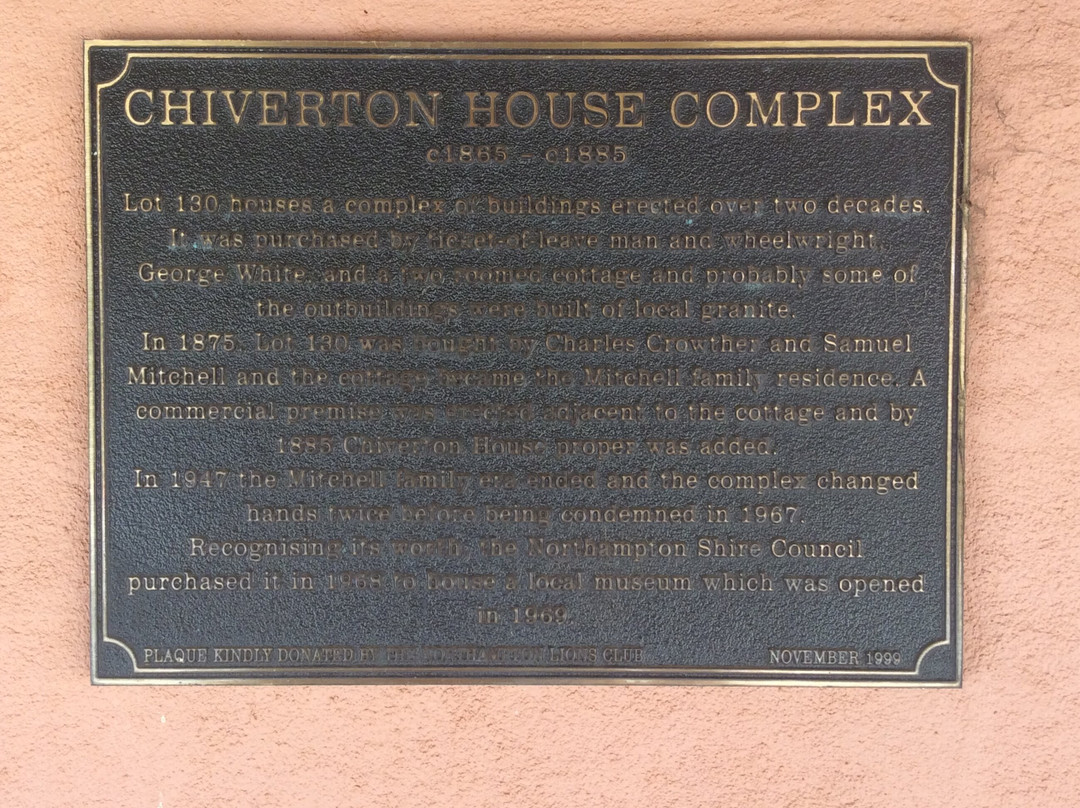 CHIVERTON HOUSE COMPLEX
c1865 – c1885
Lot 130 houses a complex of buildings erected over two decades.
It was purchased by ticket-of-leave man and wheelwright,
George White, and a two roomed cottage and probably some of
the outbuildings were built of local granite.
In 1875, Lot 130 was bought by Charles Crowther and Samuel
Mitchell and the cottage became the Mitchell family residence. A
commercial premise was erected adjacent to the cottage and by
1885 Chiverton House proper was added.
In 1947 the Mitchell family era ended and the complex changed
hands twice before being condemned in 1967.
Recognising its worth, the Northampton Shire Council
purchased it in 1968 to house a local museum which was opened
in 1969.
PLAQUE KINDLY DONATED BY THE NORTHAMPTON LIONS CLUB NOVEMBER 1999